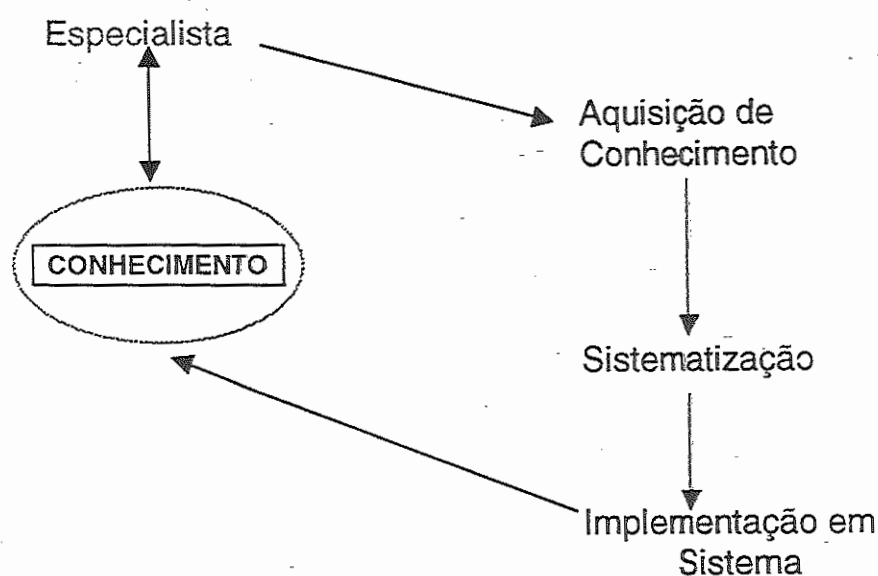 Especialista
Aquisição de
Conhecimento
CONHECIMENTO
Sistematização
Implementação em
Sistema